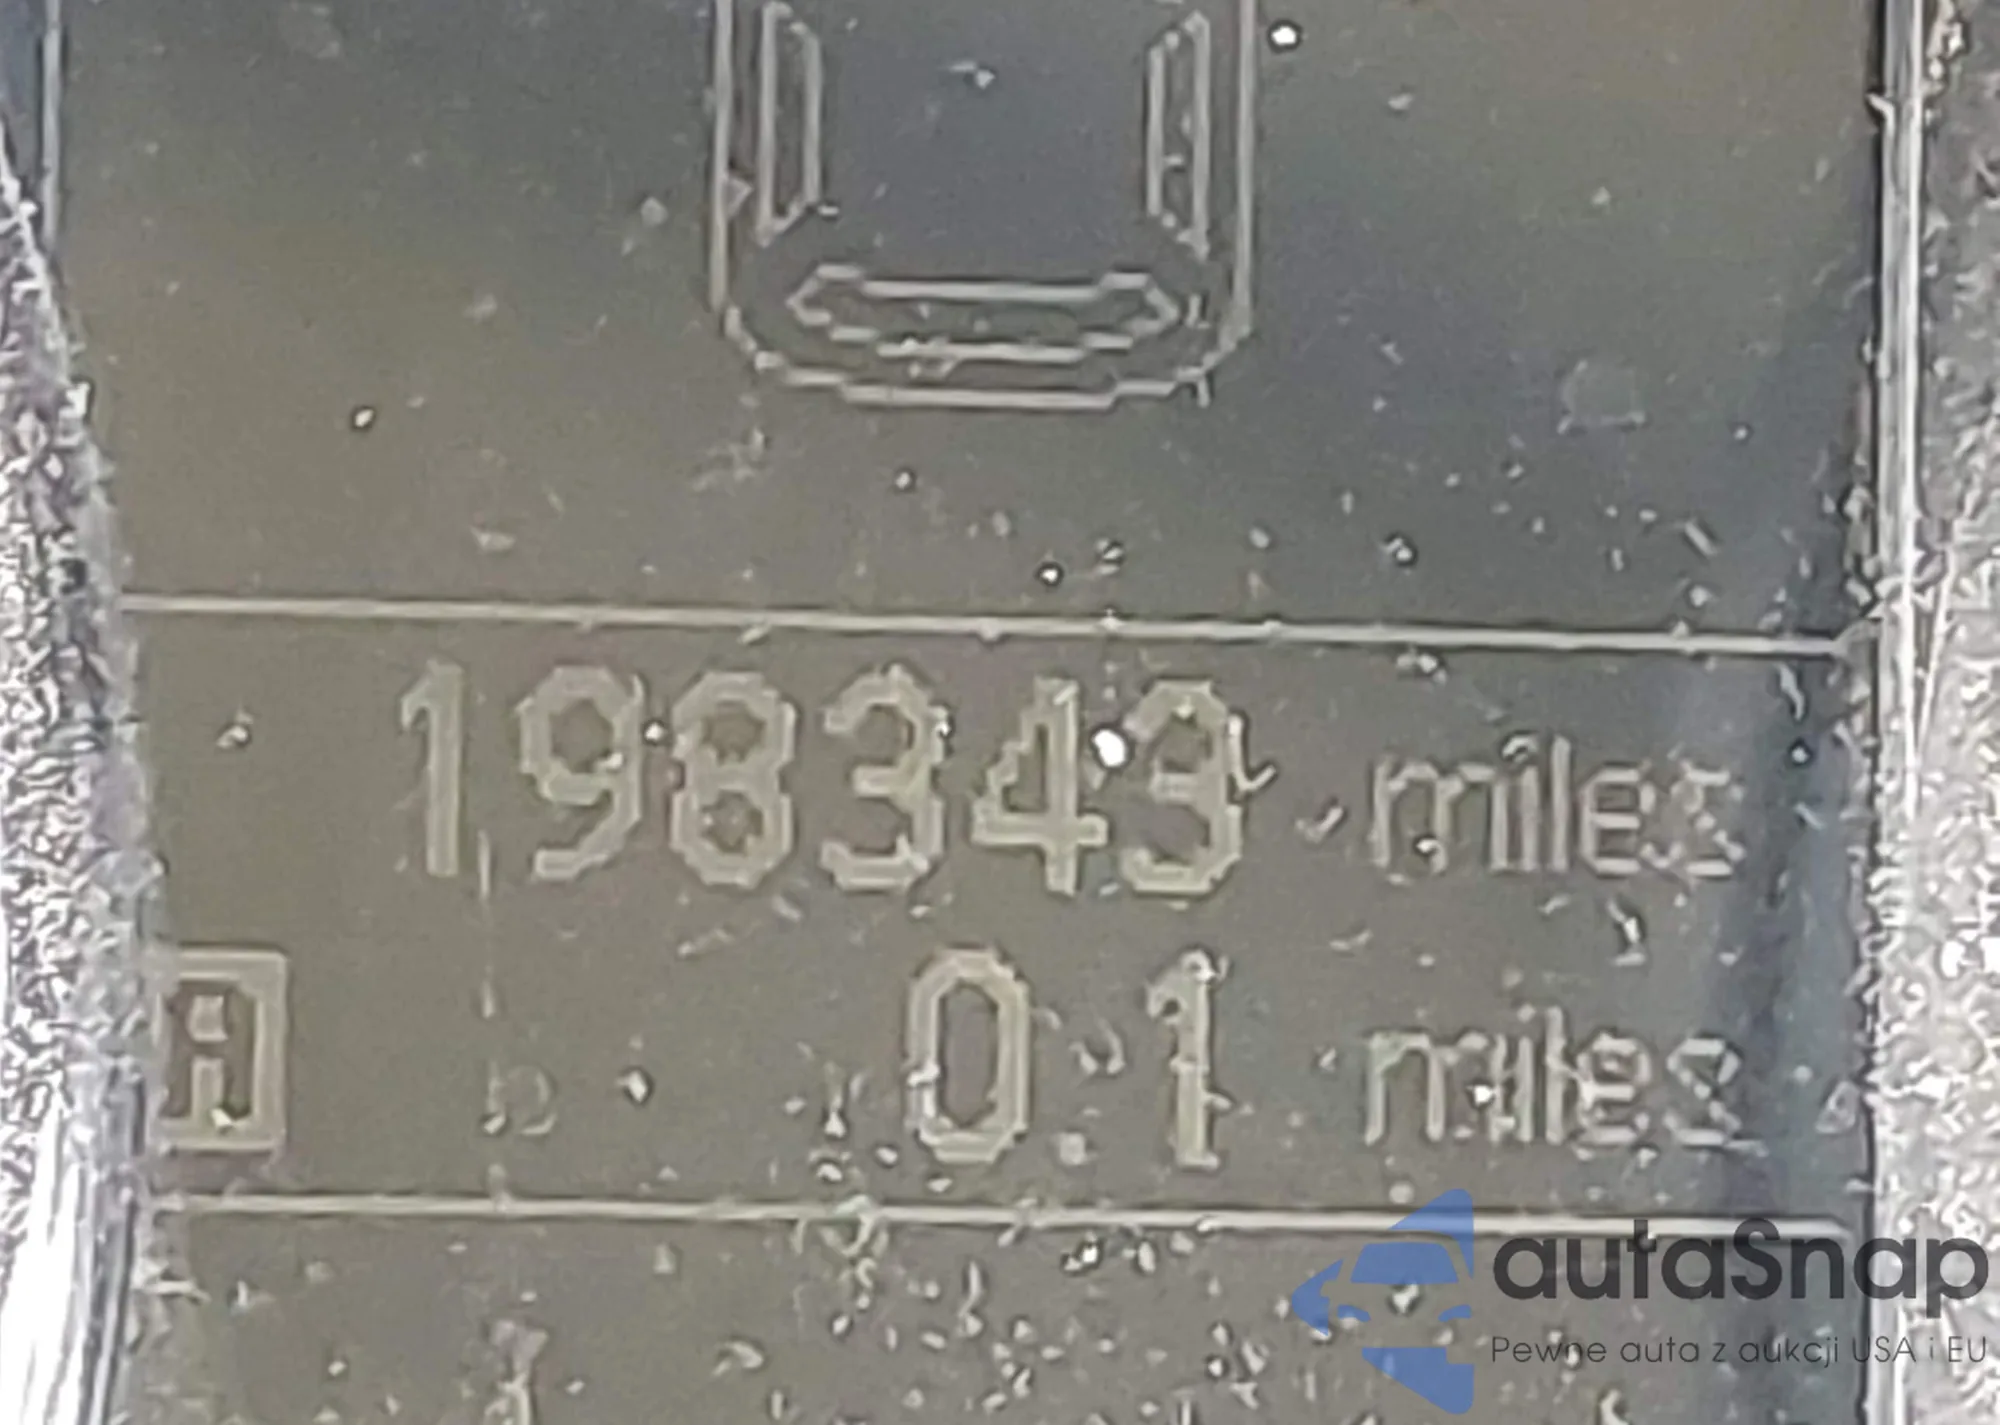 198343 miles
A 0.1 miles
autaSnap
Pewne auta z aukcji USA i EU